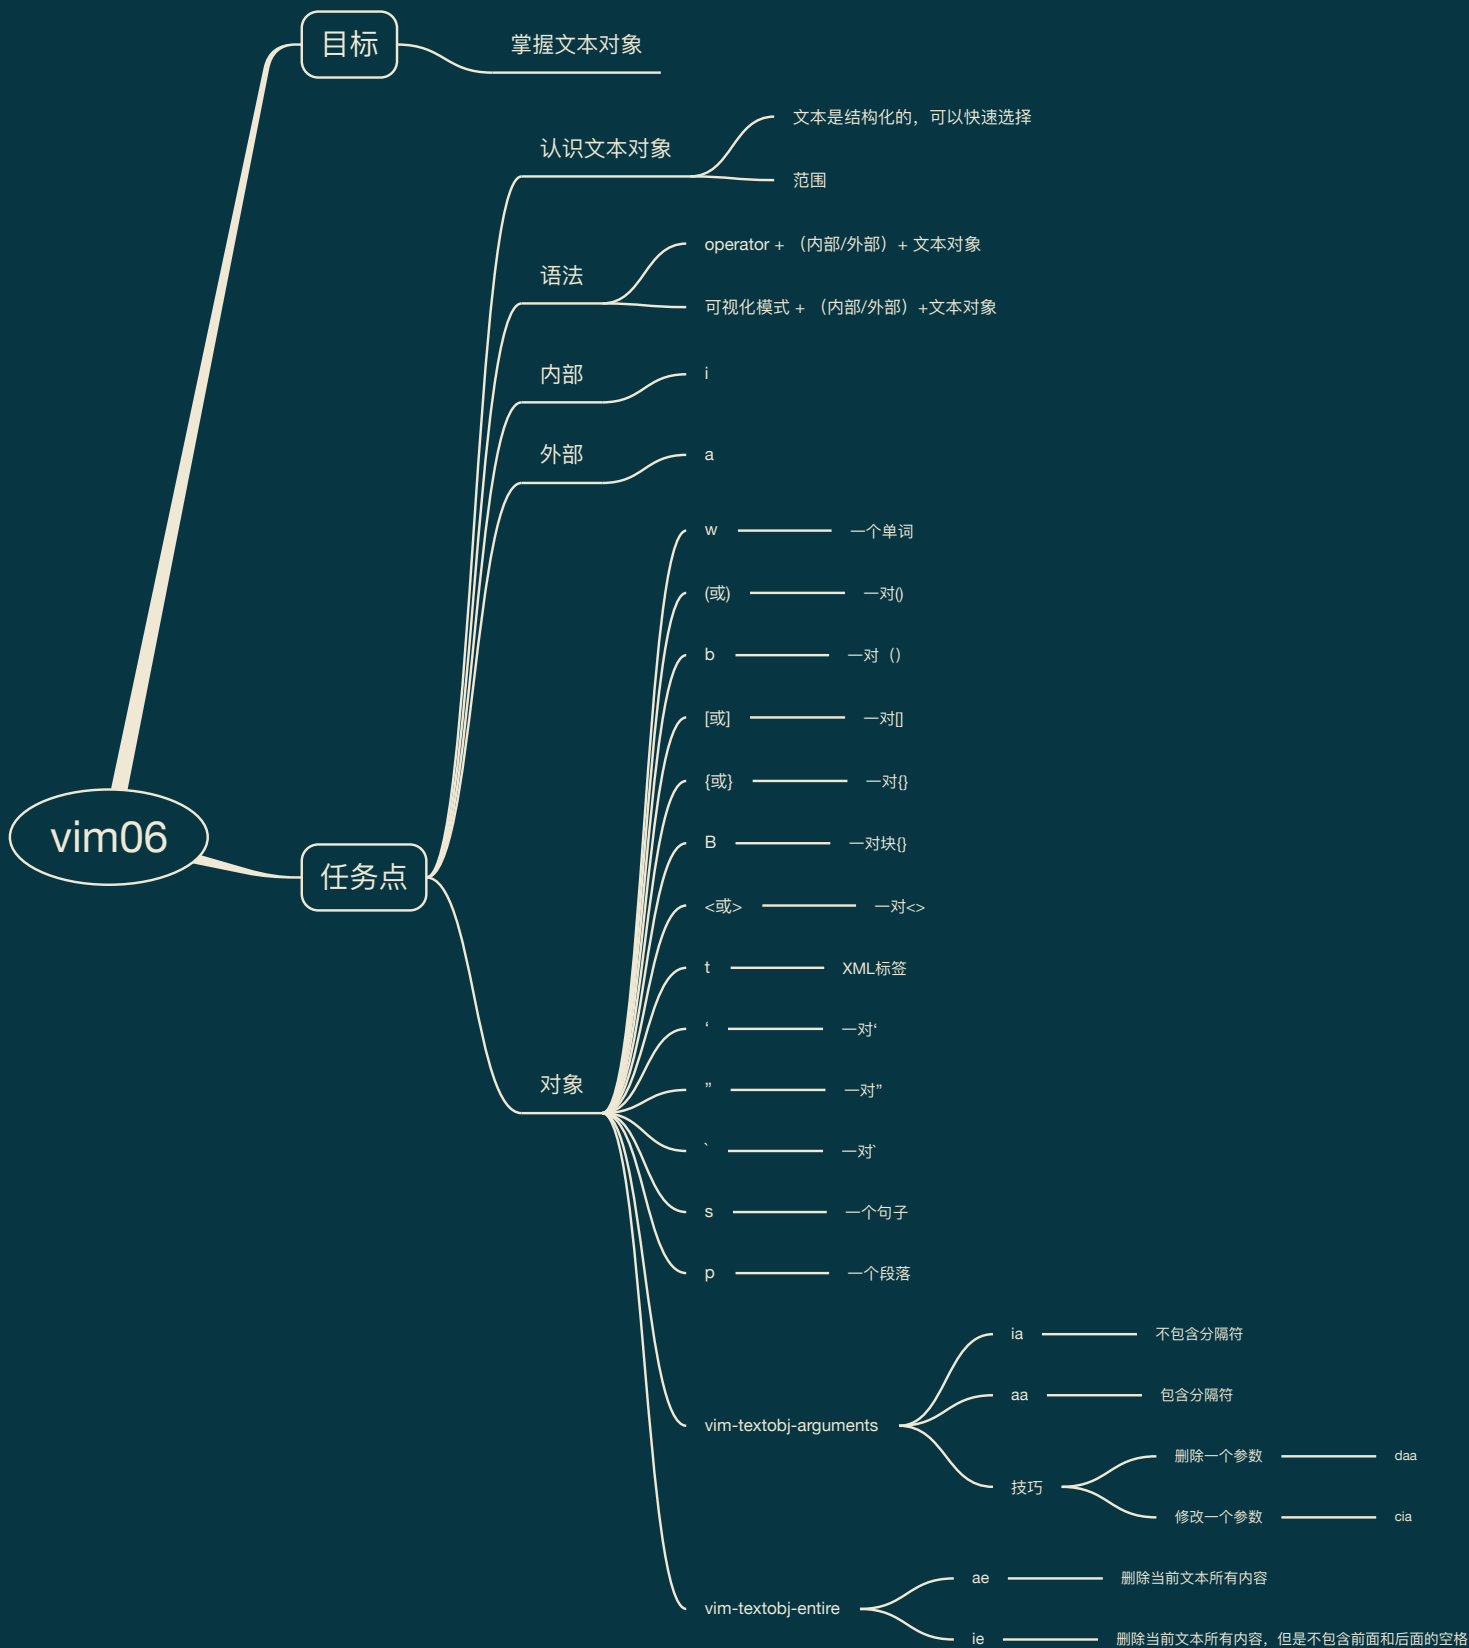 目标
掌握文本对象
文本是结构化的，可以快速选择
认识文本对象
范围
operator + （内部/外部）+ 文本对象
语法
可视化模式 + （内部/外部）+文本对象
内部
i
外部
a
w
一个单词
(或)
一对()
b
一对（）
[或]
一对[]
{或}
一对{}
vim06
B
一对块{}
任务点
<或>
一对<>
t
XML标签
‘
一对‘
对象
”
一对”
`
一对`
s
一个句子
p
一个段落
ia
不包含分隔符
aa
包含分隔符
vim-textobj-arguments
删除一个参数
daa
技巧
修改一个参数
cia
ae
删除当前文本所有内容
vim-textobj-entire
ie
删除当前文本所有内容，但是不包含前面和后面的空格